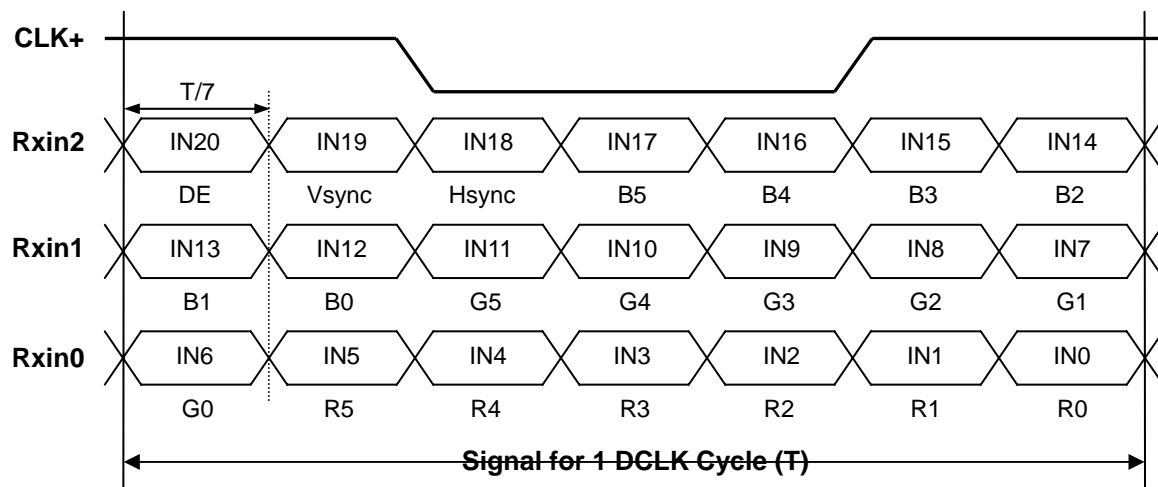 CLK+
T/7
Rxin2 IN20 IN19 IN18 IN17 IN16 IN15 IN14
DE Vsync Hsync B5 B4 B3 B2
Rxin1 IN13 IN12 IN11 IN10 IN9 IN8 IN7
B1 B0 G5 G4 G3 G2 G1
Rxin0 IN6 IN5 IN4 IN3 IN2 IN1 IN0
G0 R5 R4 R3 R2 R1 R0
Signal for 1 DCLK Cycle (T)